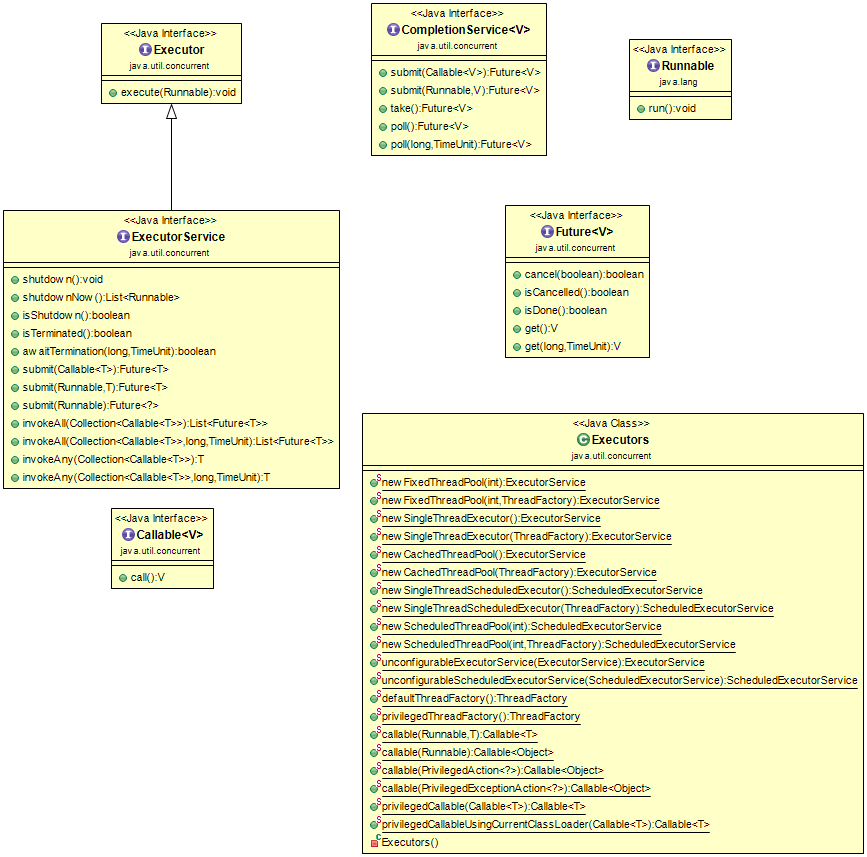 <<Java Interface>>
Executor
java.util.concurrent
execute(Runnable):void
<<Java Interface>>
CompletionService<V>
java.util.concurrent
submit(Callable<V>):Future<V>
submit(Runnable,V):Future<V>
take():Future<V>
poll():Future<V>
poll(long,TimeUnit):Future<V>
<<Java Interface>>
Runnable
java.lang
run():void
<<Java Interface>>
ExecutorService
java.util.concurrent
shutdown():void
shutdownNow():List<Runnable>
isShutdown():boolean
isTerminated():boolean
awaitTermination(long,TimeUnit):boolean
submit(Callable<T>):Future<T>
submit(Runnable,T):Future<T>
submit(Runnable):Future<?>
invokeAll(Collection<Callable<T>>):List<Future<T>>
invokeAll(Collection<Callable<T>>,long,TimeUnit):List<Future<T>>
invokeAny(Collection<Callable<T>>):T
invokeAny(Collection<Callable<T>>,long,TimeUnit):T
<<Java Interface>>
Future<V>
java.util.concurrent
cancel(boolean):boolean
isCancelled():boolean
isDone():boolean
get():V
get(long,TimeUnit):V
<<Java Interface>>
Callable<V>
java.util.concurrent
call():V
<<Java Class>>
Executors
java.util.concurrent
newFixedThreadPool(int):ExecutorService
newFixedThreadPool(int,ThreadFactory):ExecutorService
newSingleThreadExecutor():ExecutorService
newSingleThreadExecutor(ThreadFactory):ExecutorService
newCachedThreadPool():ExecutorService
newCachedThreadPool(ThreadFactory):ExecutorService
newSingleThreadScheduledExecutor():ScheduledExecutorService
newSingleThreadScheduledExecutor(ThreadFactory):ScheduledExecutorService
newScheduledThreadPool(int):ScheduledExecutorService
newScheduledThreadPool(int,ThreadFactory):ScheduledExecutorService
unconfigurableExecutorService(ExecutorService):ExecutorService
unconfigurableScheduledExecutorService(ScheduledExecutorService):ScheduledExecutorService
defaultThreadFactory():ThreadFactory
privilegedThreadFactory():ThreadFactory
callable(Runnable,T):Callable<T>
callable(Runnable):Callable<Object>
callable(PrivilegedAction<?>):Callable<Object>
callable(PrivilegedExceptionAction<?>):Callable<Object>
privilegedCallable(Callable<T>):Callable<T>
privilegedCallableUsingCurrentClassLoader(Callable<T>):Callable<T>
Executors()